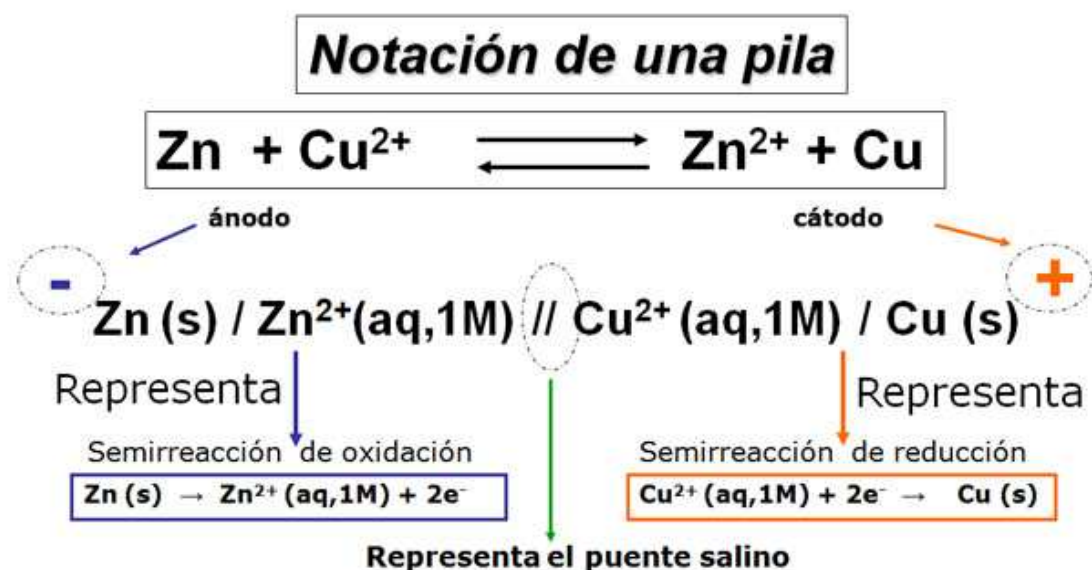 Notación de una pila
Zn + Cu²⁺ ⇄ Zn²⁺ + Cu
ánodo cátodo
- +
Zn (s) / Zn²⁺(aq,1M) // Cu²⁺ (aq,1M) / Cu (s)
Representa Representa
Semirreacción de oxidación Semirreacción de reducción
Zn (s) → Zn²⁺ (aq,1M) + 2e⁻ Cu²⁺ (aq,1M) + 2e⁻ → Cu (s)
Representa el puente salino